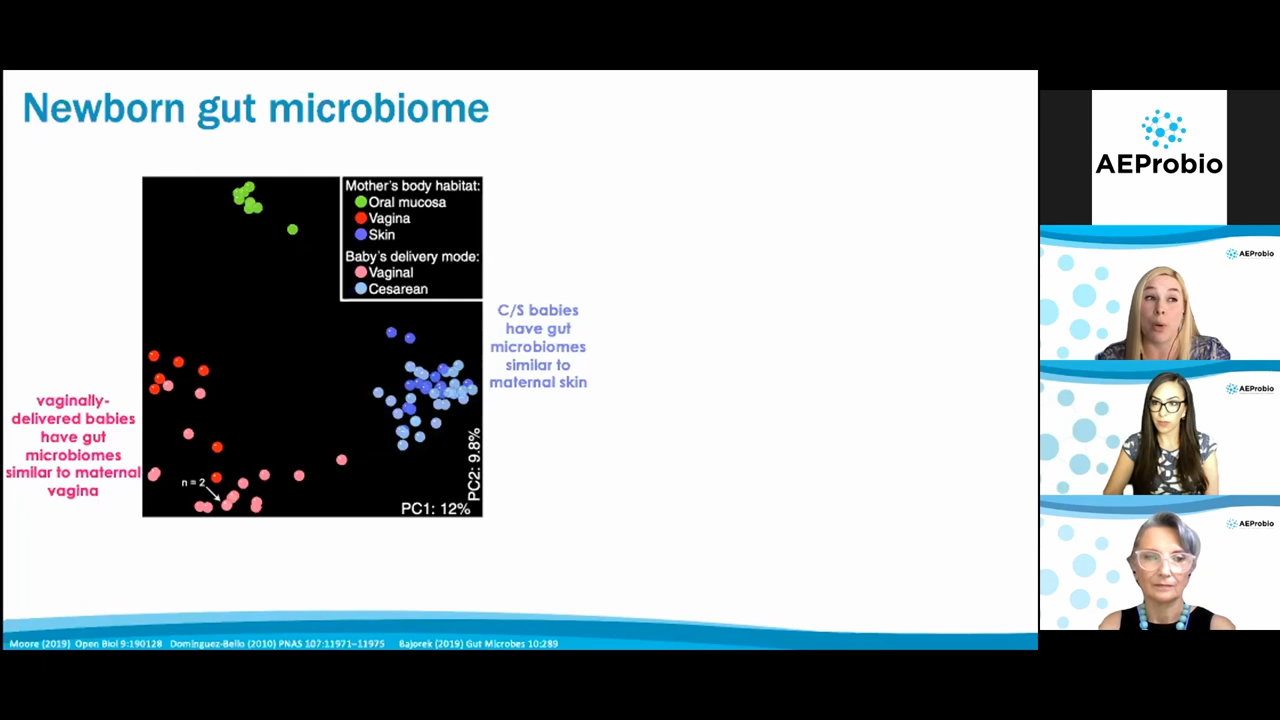 Newborn gut microbiome
Mother's body habitat:
Oral mucosa
Vagina
Skin
Baby's delivery mode:
Vaginal
Cesarean
C/S babies
have gut
microbiomes
similar to
maternal skin
vaginally-
delivered babies
have gut
microbiomes
similar to maternal
vagina
n = 2
PC2: 9.8%
PC1: 12%
Moore (2019) Open Biol 9:190128 Dominguez-Bello (2010) PNAS 107:11971–11975 Bajorek (2019) Gut Microbes 10:289
AEProbio
AEProbio
AEProbio
AEProbio